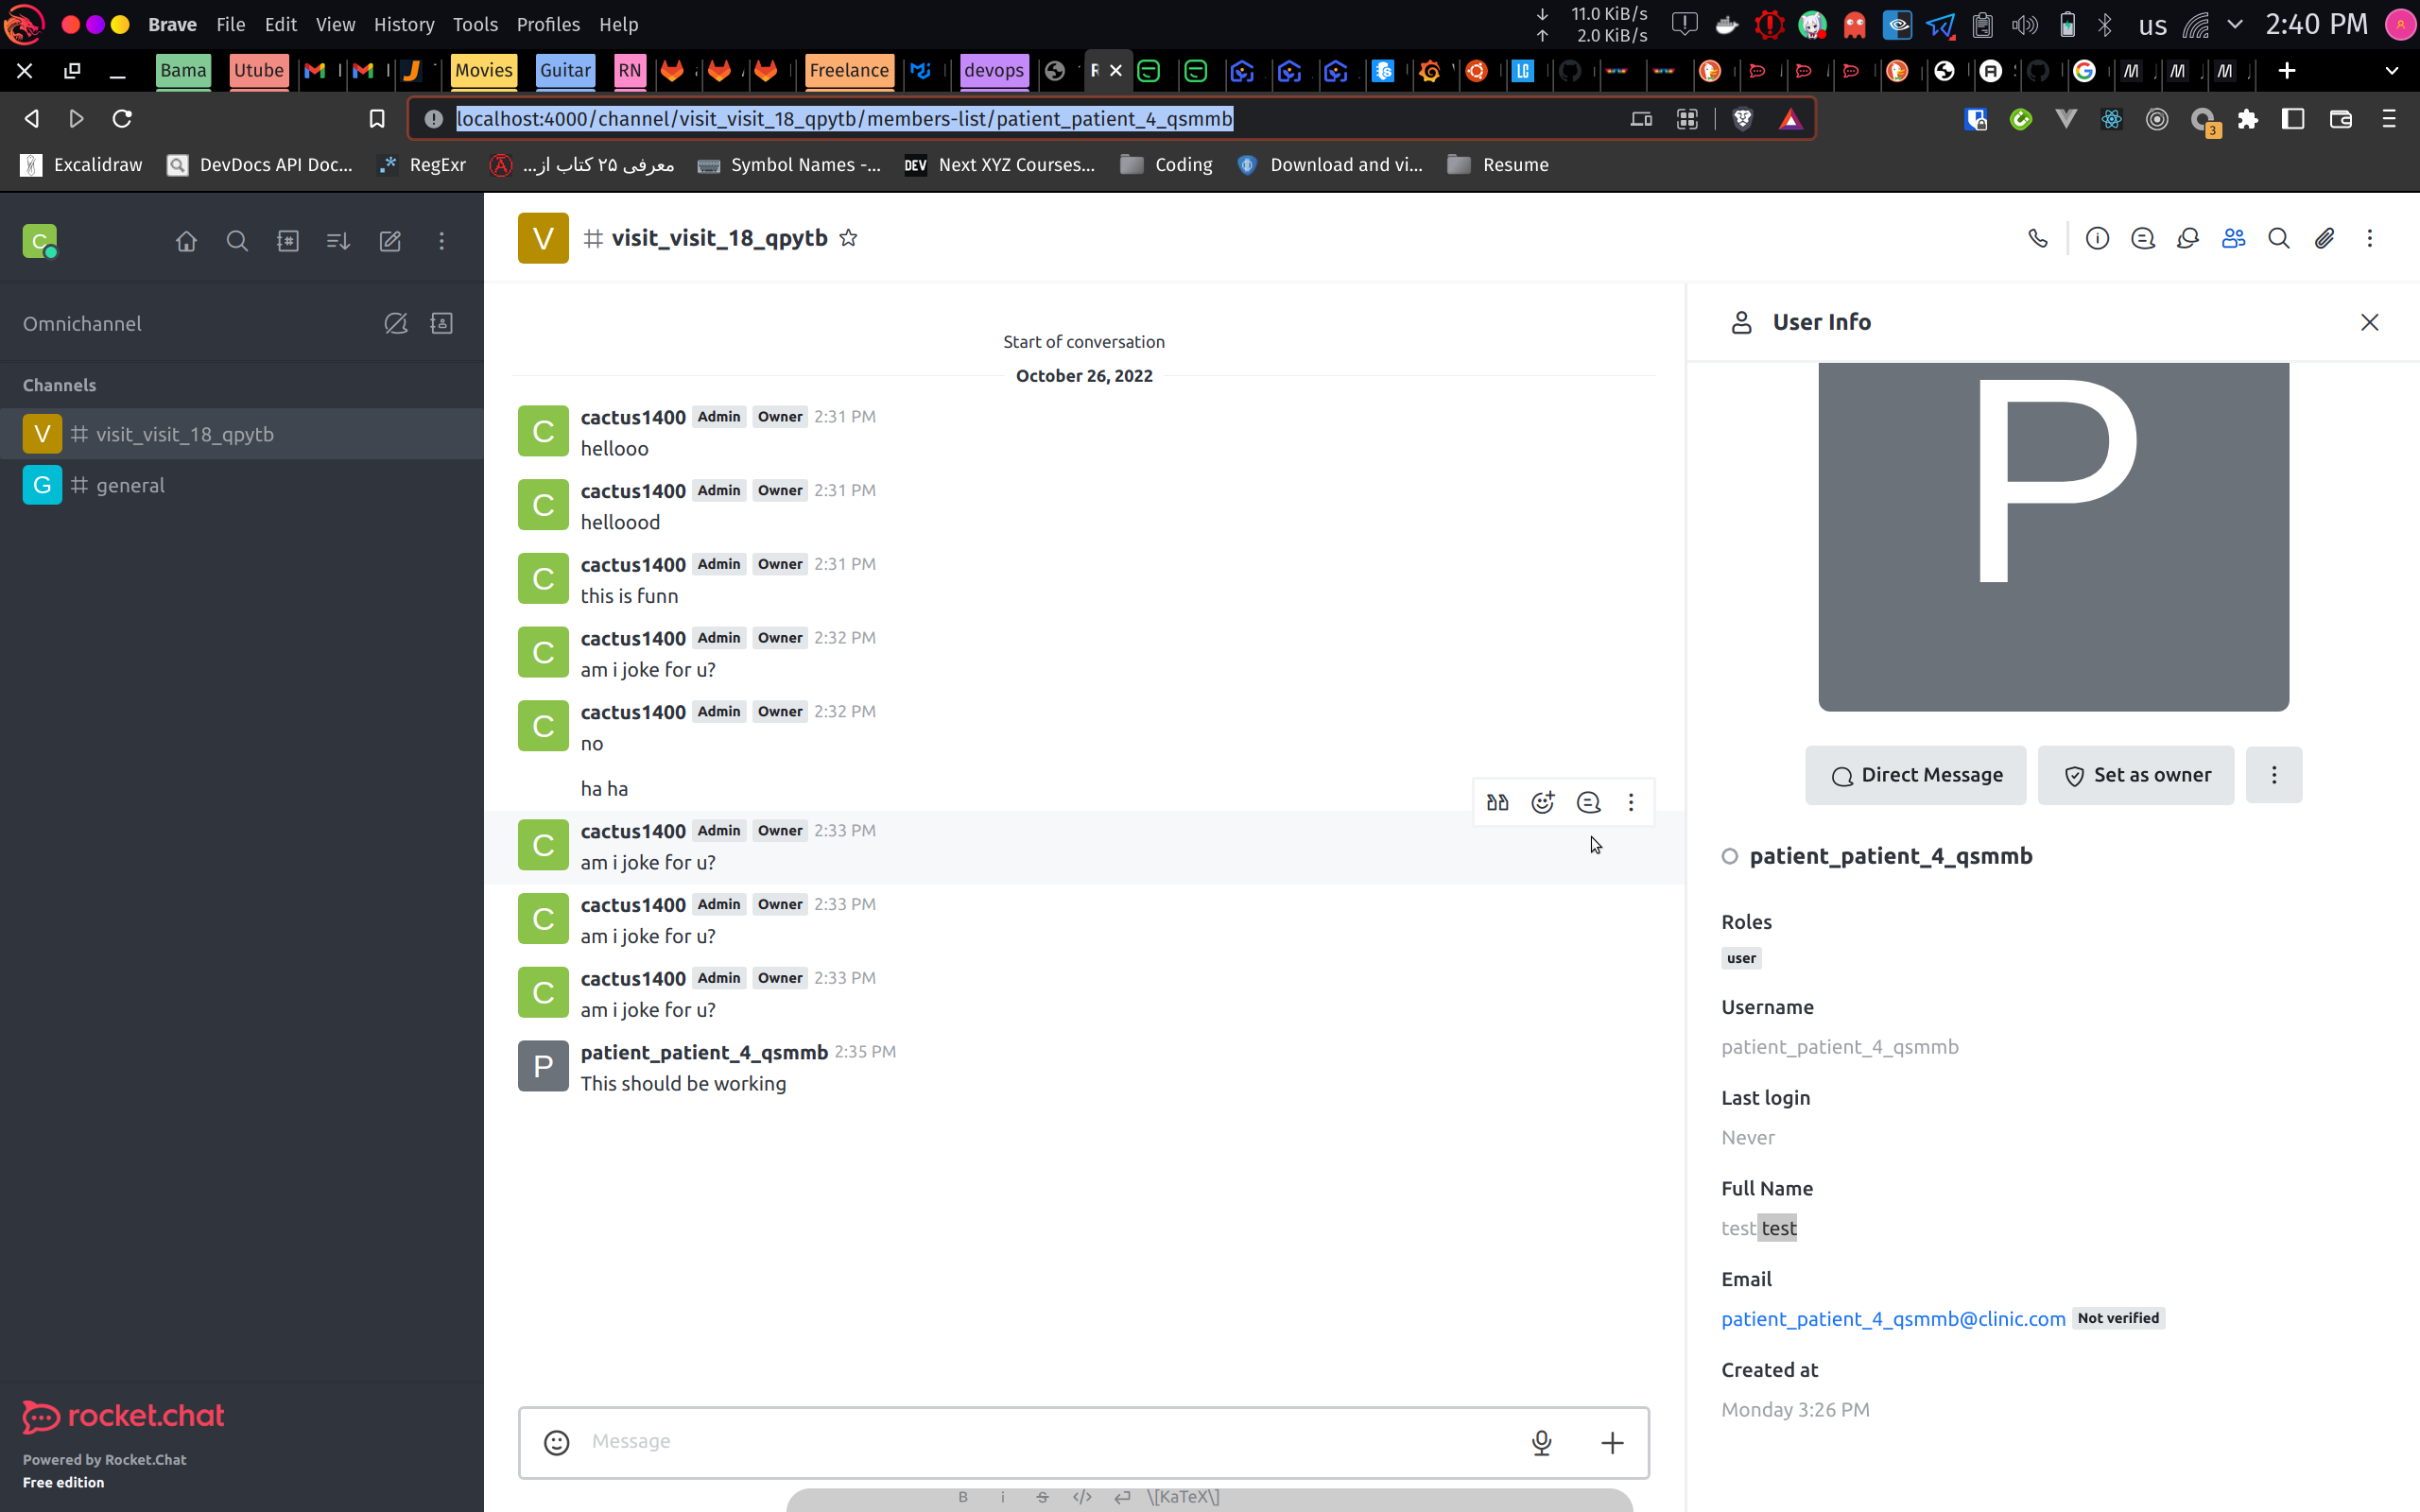 Brave File Edit View History Tools Profiles Help
11.0 KiB/s
2.0 KiB/s
us
2:40 PM
Bama Utube Movies Guitar RN Freelance devops
localhost:4000/channel/visit_visit_18_qpytb/members-list/patient_patient_4_qsmmb
3
Excalidraw DevDocs API Doc... RegExr معرفی ۲۵ کتاب از... Symbol Names -... DEV Next XYZ Courses... Coding Download and vi... Resume
C
V # visit_visit_18_qpytb
Omnichannel
Channels
V # visit_visit_18_qpytb
G # general
Start of conversation
October 26, 2022
C cactus1400 Admin Owner 2:31 PM
hellooo
C cactus1400 Admin Owner 2:31 PM
helloood
C cactus1400 Admin Owner 2:31 PM
this is funn
C cactus1400 Admin Owner 2:32 PM
am i joke for u?
C cactus1400 Admin Owner 2:32 PM
no
ha ha
C cactus1400 Admin Owner 2:33 PM
am i joke for u?
C cactus1400 Admin Owner 2:33 PM
am i joke for u?
C cactus1400 Admin Owner 2:33 PM
am i joke for u?
P patient_patient_4_qsmmb 2:35 PM
This should be working
Message
B i S </> \[KaTeX\]
User Info
P
Direct Message Set as owner
patient_patient_4_qsmmb
Roles
user
Username
patient_patient_4_qsmmb
Last login
Never
Full Name
test test
Email
patient_patient_4_qsmmb@clinic.com Not verified
Created at
Monday 3:26 PM
rocket.chat
Powered by Rocket.Chat
Free edition